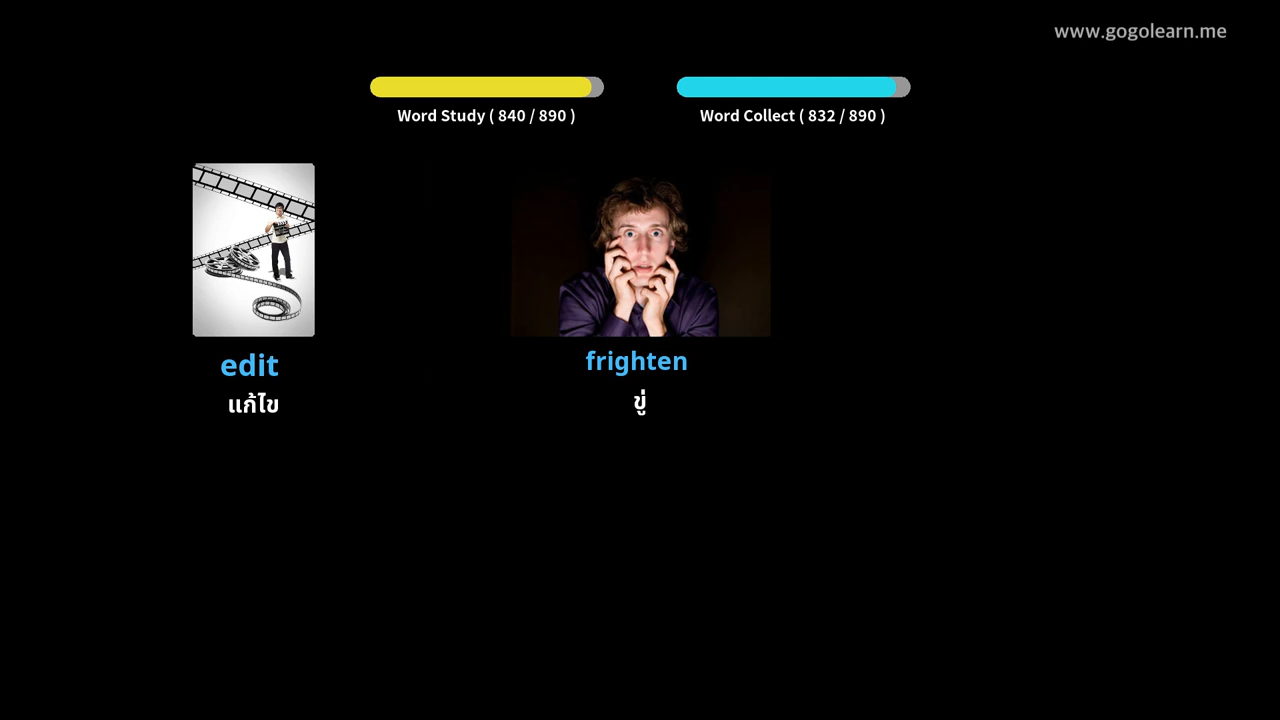 www.gogolearn.me
Word Study ( 840 / 890 )
Word Collect ( 832 / 890 )
edit
แก้ไข
frighten
ขู่